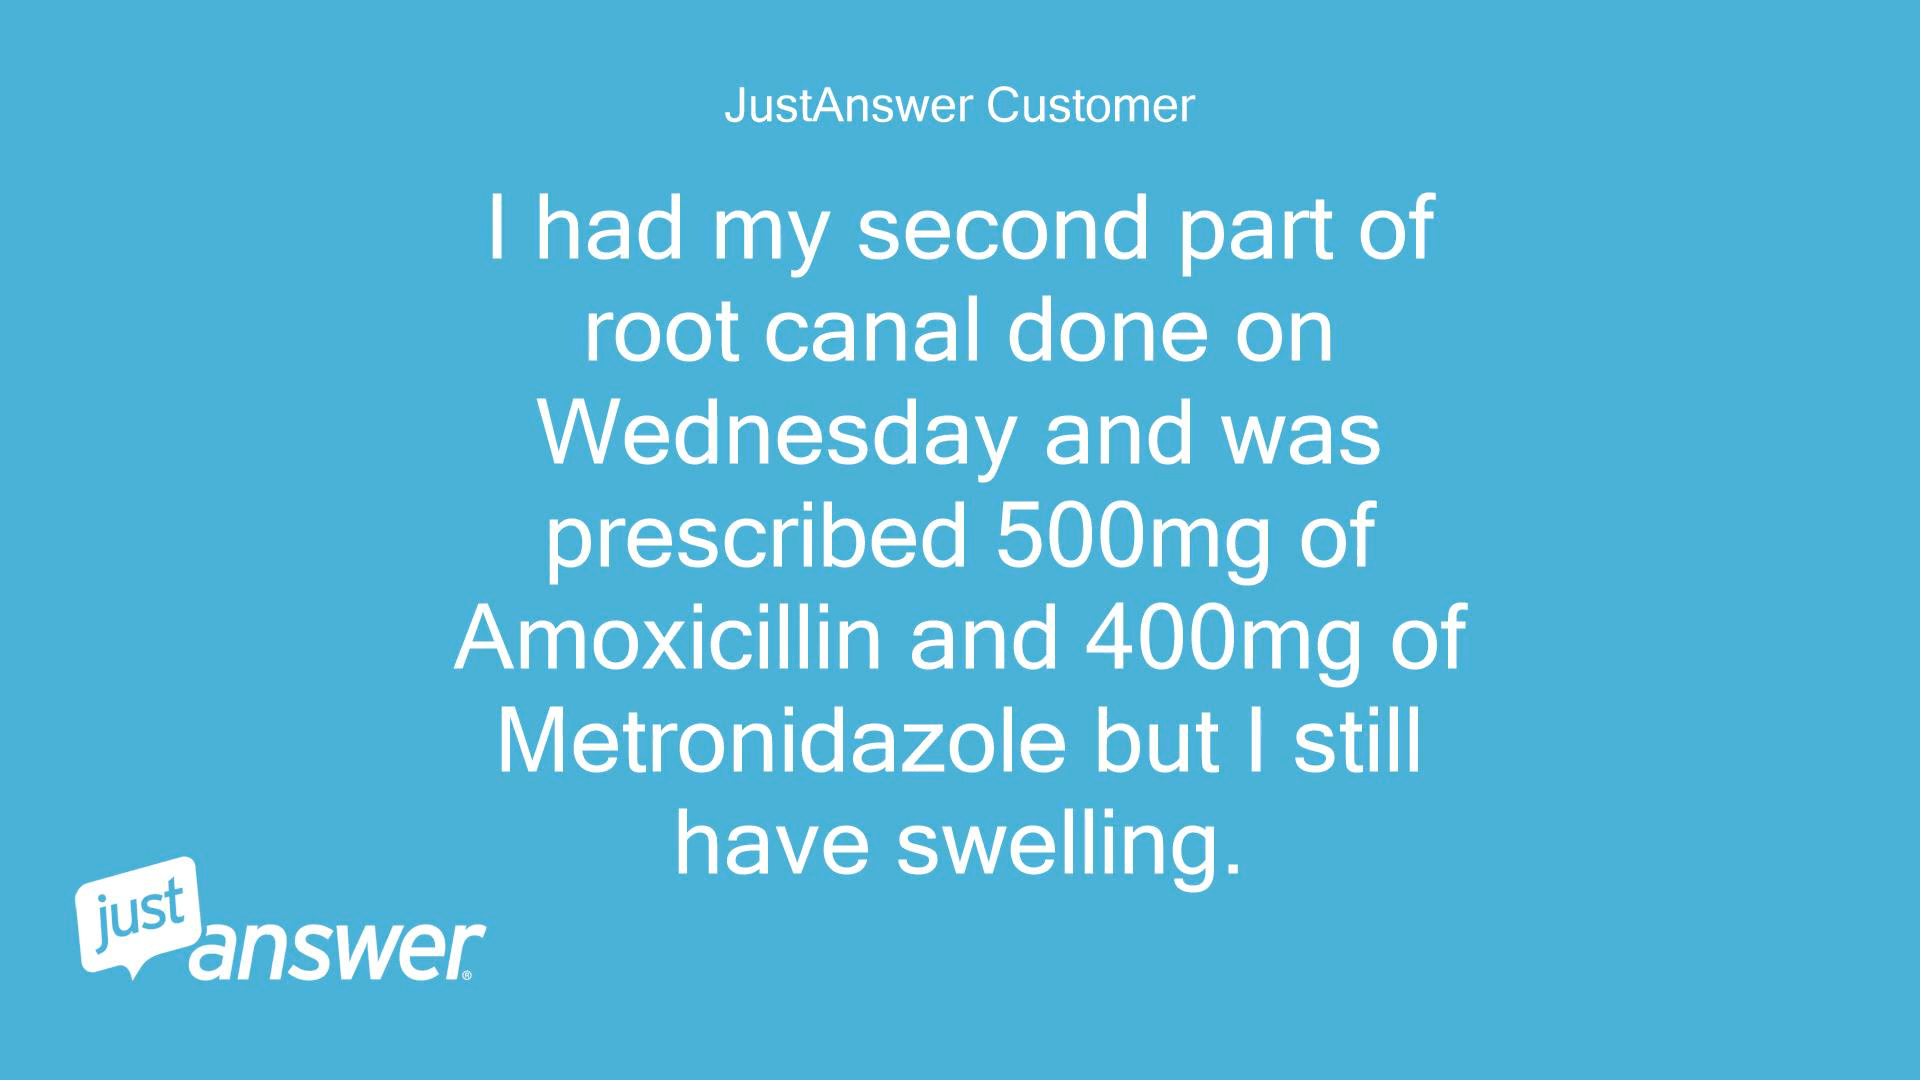 JustAnswer Customer
I had my second part of
root canal done on
Wednesday and was
prescribed 500mg of
Amoxicillin and 400mg of
Metronidazole but I still
have swelling.
just
answer®